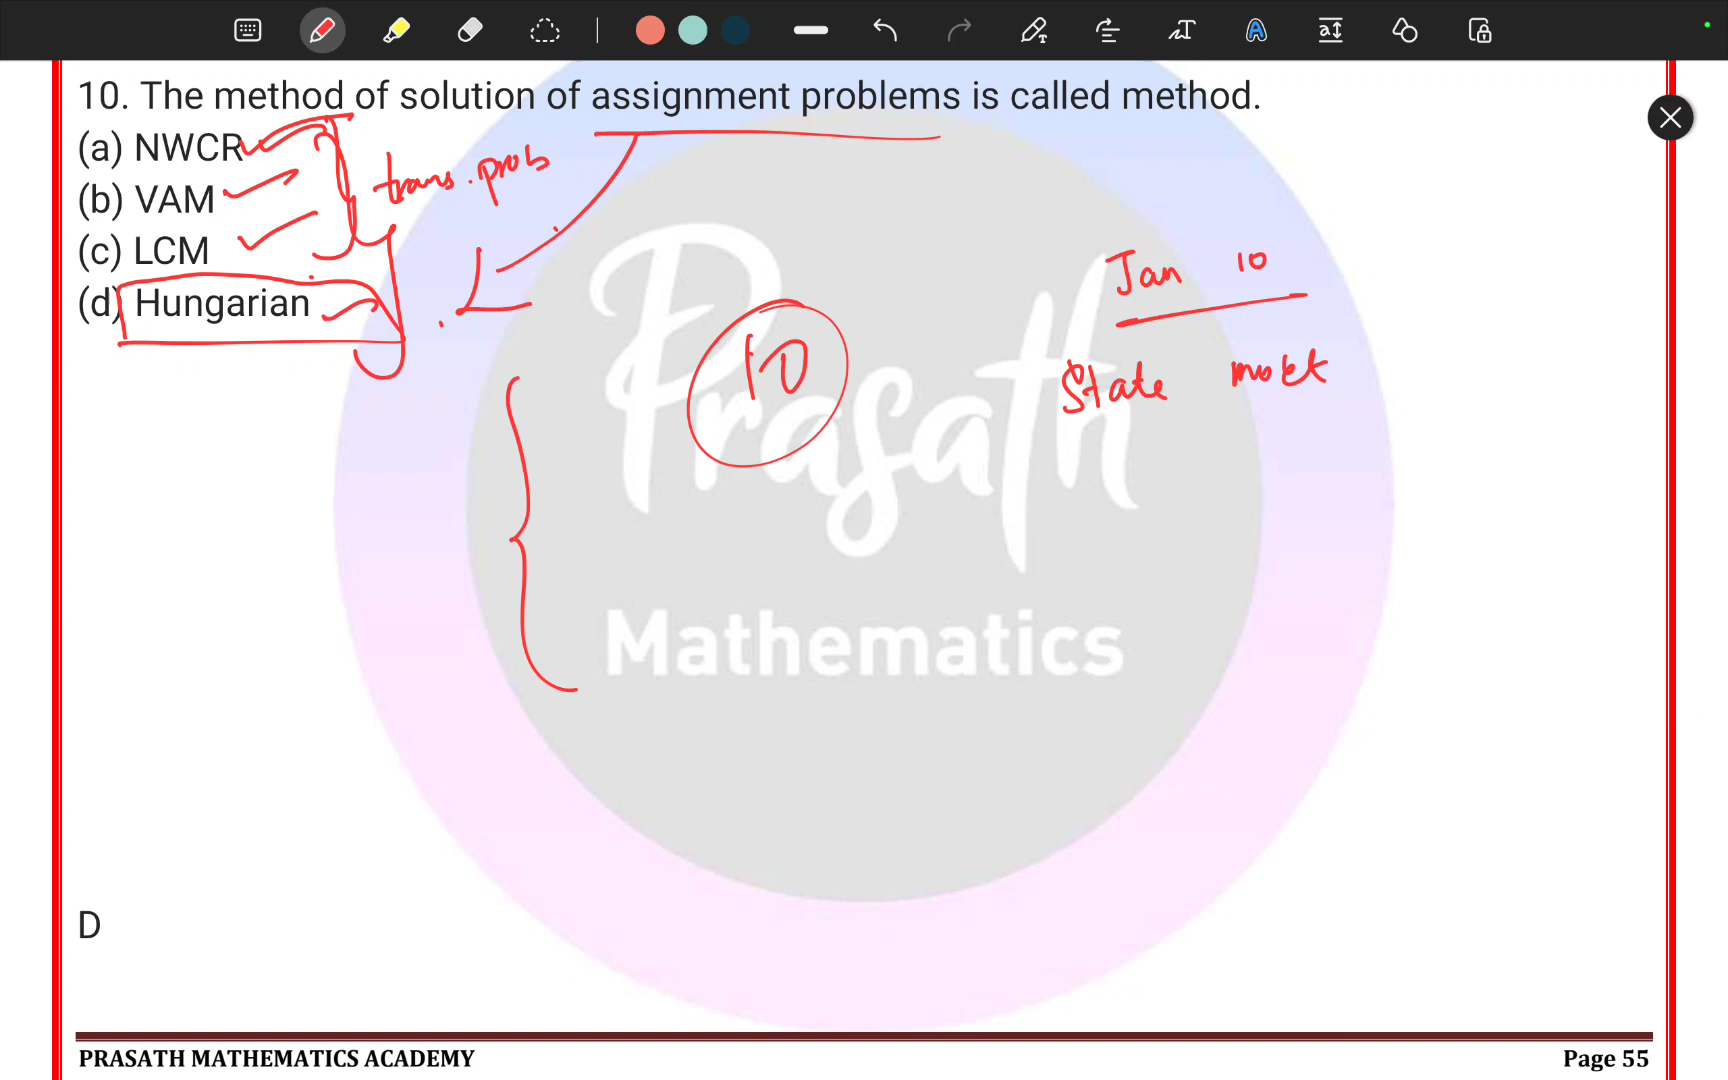 10. The method of solution of assignment problems is called method.
(a) NWCR
(b) VAM
trans. prob
(c) LCM
(d) Hungarian
Jan 10
10
State
Prasath
Mathematics
D
PRASATH MATHEMATICS ACADEMY
Page 55